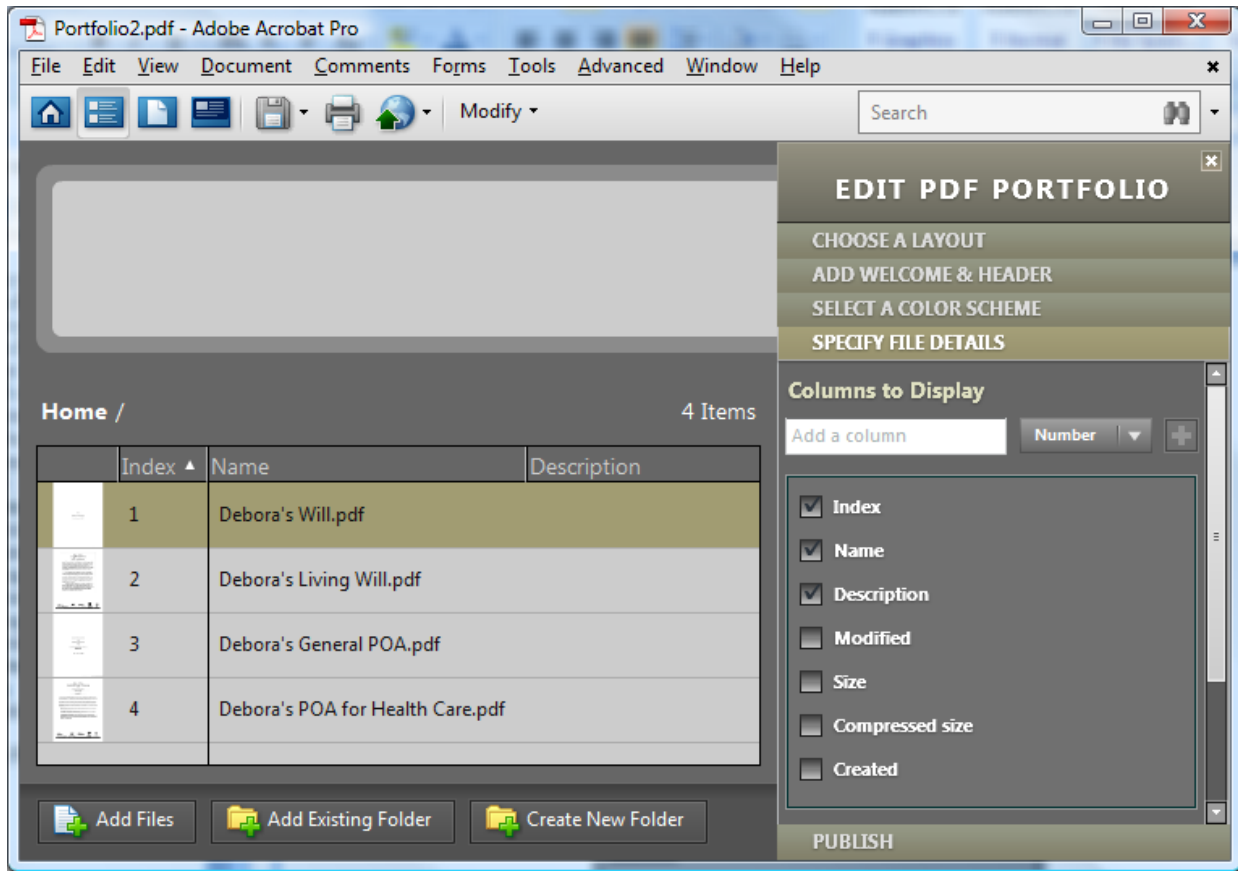 Portfolio2.pdf - Adobe Acrobat Pro
File Edit View Document Comments Forms Tools Advanced Window Help
Modify
Search
EDIT PDF PORTFOLIO
CHOOSE A LAYOUT
ADD WELCOME & HEADER
SELECT A COLOR SCHEME
SPECIFY FILE DETAILS
Columns to Display
Add a column
Number
Index
Name
Description
Modified
Size
Compressed size
Created
PUBLISH
Home /
4 Items
Index Name Description
1 Debora's Will.pdf
2 Debora's Living Will.pdf
3 Debora's General POA.pdf
4 Debora's POA for Health Care.pdf
Add Files
Add Existing Folder
Create New Folder